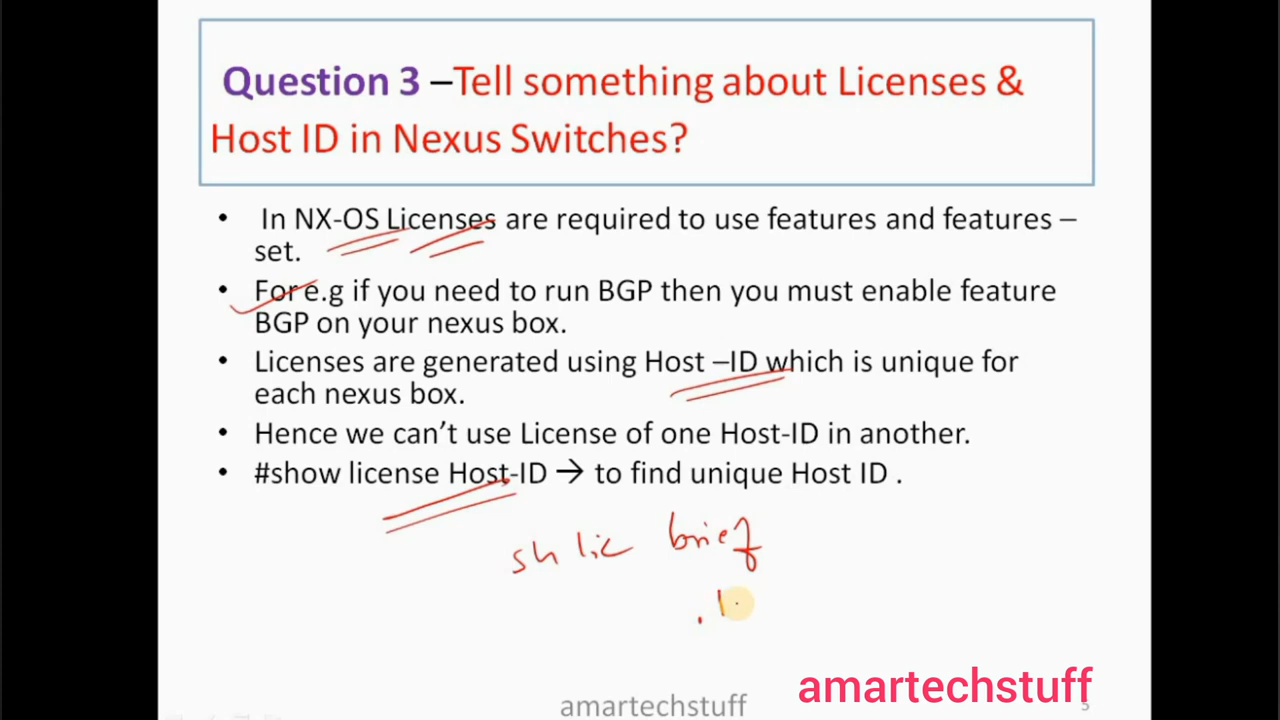 Question 3 –Tell something about Licenses &
Host ID in Nexus Switches?
• In NX-OS Licenses are required to use features and features –
set.
• For e.g if you need to run BGP then you must enable feature
BGP on your nexus box.
• Licenses are generated using Host –ID which is unique for
each nexus box.
• Hence we can't use License of one Host-ID in another.
• #show license Host-ID → to find unique Host ID .
sh lic brief
.l
amartechstuff
amartechstuff
5